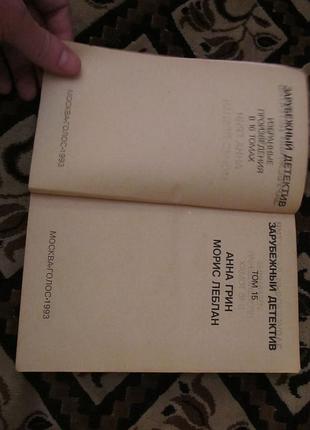 ЗАРУБЕЖНЫЙ ДЕТЕКТИВ
ИЗБРАННЫЕ
ПРОИЗВЕДЕНИЯ
В 16 ТОМАХ
МОСКВА•ГОЛОС•1993
ЗАРУБЕЖНЫЙ ДЕТЕКТИВ
ТОМ 15
АННА ГРИН
МОРИС ЛЕБЛАН
МОСКВА•ГОЛОС•1993